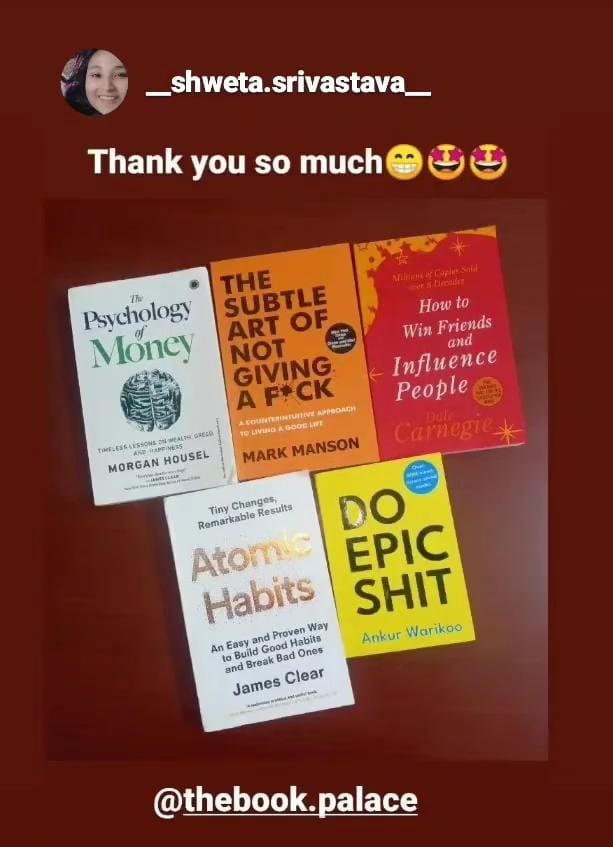 __shweta.srivastava__
Thank you so much😁🤩🤩
The
Psychology
of
Money
TIMELESS LESSONS ON WEALTH, GREED,
AND HAPPINESS
MORGAN HOUSEL
JAMES CLEAR
THE
SUBTLE
ART OF
NOT
GIVING
A F*CK
A COUNTERINTUITIVE APPROACH
TO LIVING A GOOD LIFE
MARK MANSON
Millions of Copies Sold
over 8 Decades
How to
Win Friends
and
Influence
People
Dale
Carnegie
Tiny Changes,
Remarkable Results
Atomic
Habits
An Easy and Proven Way
to Build Good Habits
and Break Bad Ones
James Clear
DO
EPIC
SHIT
Ankur Warikoo
@thebook.palace